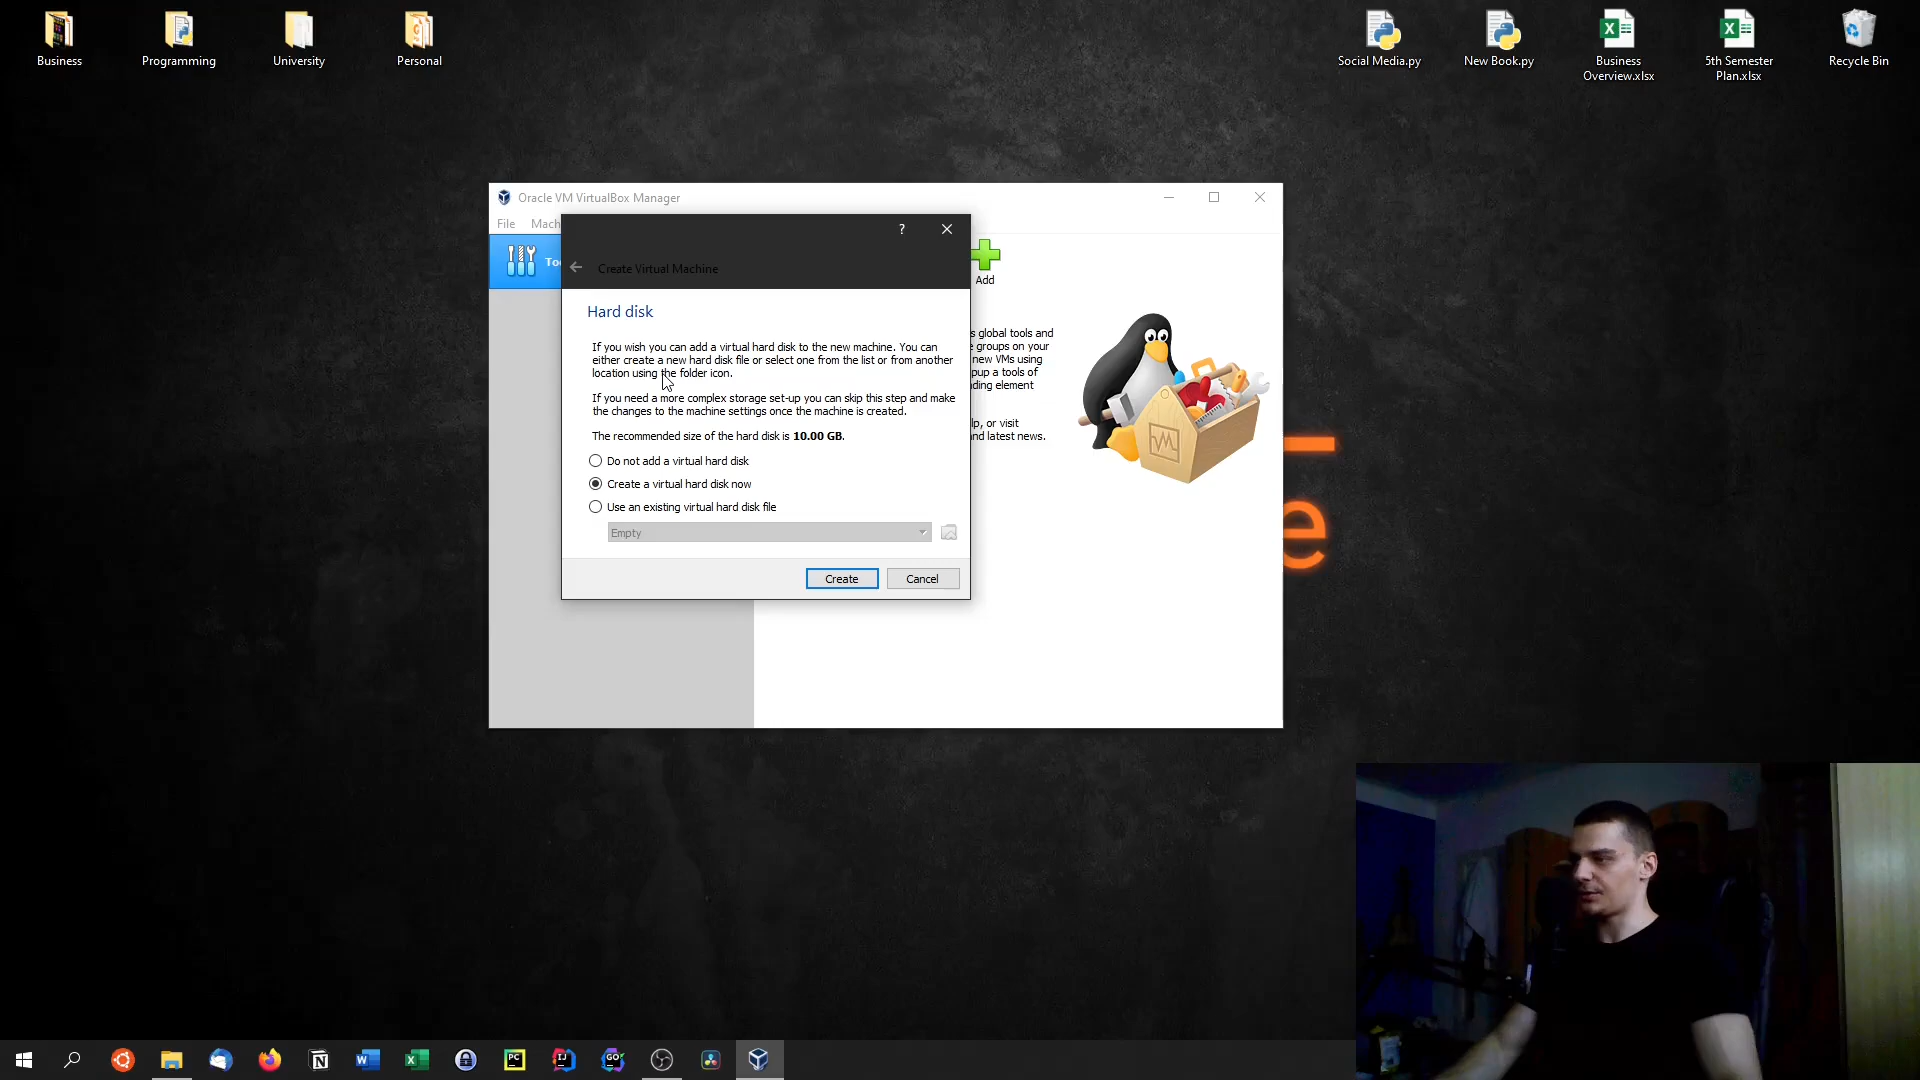 Business
Programming
University
Personal
Social Media.py
New Book.py
Business
Overview.xlsx
5th Semester
Plan.xlsx
Recycle Bin
Oracle VM VirtualBox Manager
File
Mach
?
To
Create Virtual Machine
Add
Hard disk
If you wish you can add a virtual hard disk to the new machine. You can
either create a new hard disk file or select one from the list or from another
location using the folder icon.
If you need a more complex storage set-up you can skip this step and make
the changes to the machine settings once the machine is created.
The recommended size of the hard disk is 10.00 GB.
Do not add a virtual hard disk
Create a virtual hard disk now
Use an existing virtual hard disk file
Empty
Create
Cancel
s global tools and
e groups on your
new VMs using
pup a tools of
ding element
lp, or visit
nd latest news.
e
X
X
VM
N
W
X
PC
IJ
GO